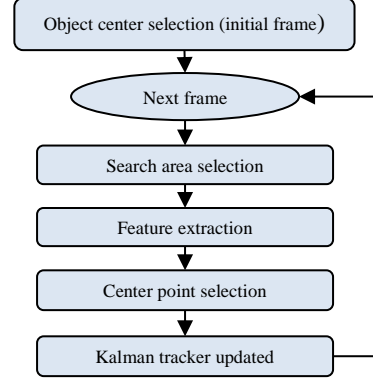 Object center selection (initial frame)
Next frame
Search area selection
Feature extraction
Center point selection
Kalman tracker updated